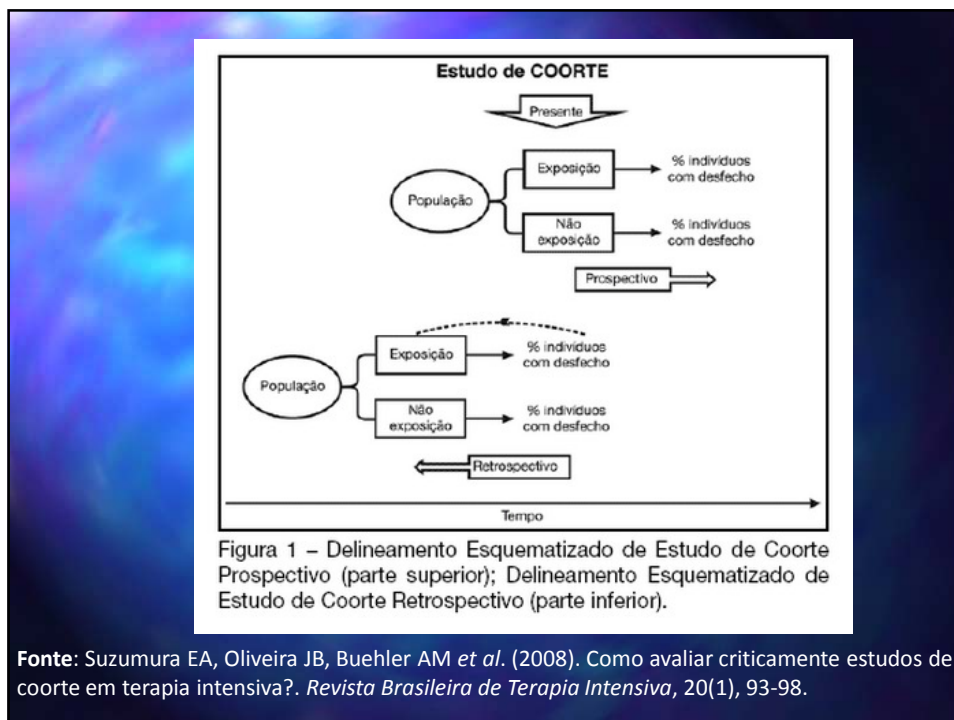 Estudo de COORTE
Presente
População
Exposição
% indivíduos
com desfecho
Não
exposição
% indivíduos
com desfecho
Prospectivo
População
Exposição
% indivíduos
com desfecho
Não
exposição
% indivíduos
com desfecho
Retrospectivo
Tempo
Figura 1 – Delineamento Esquematizado de Estudo de Coorte
Prospectivo (parte superior); Delineamento Esquematizado de
Estudo de Coorte Retrospectivo (parte inferior).
Fonte: Suzumura EA, Oliveira JB, Buehler AM et al. (2008). Como avaliar criticamente estudos de
coorte em terapia intensiva?. Revista Brasileira de Terapia Intensiva, 20(1), 93-98.